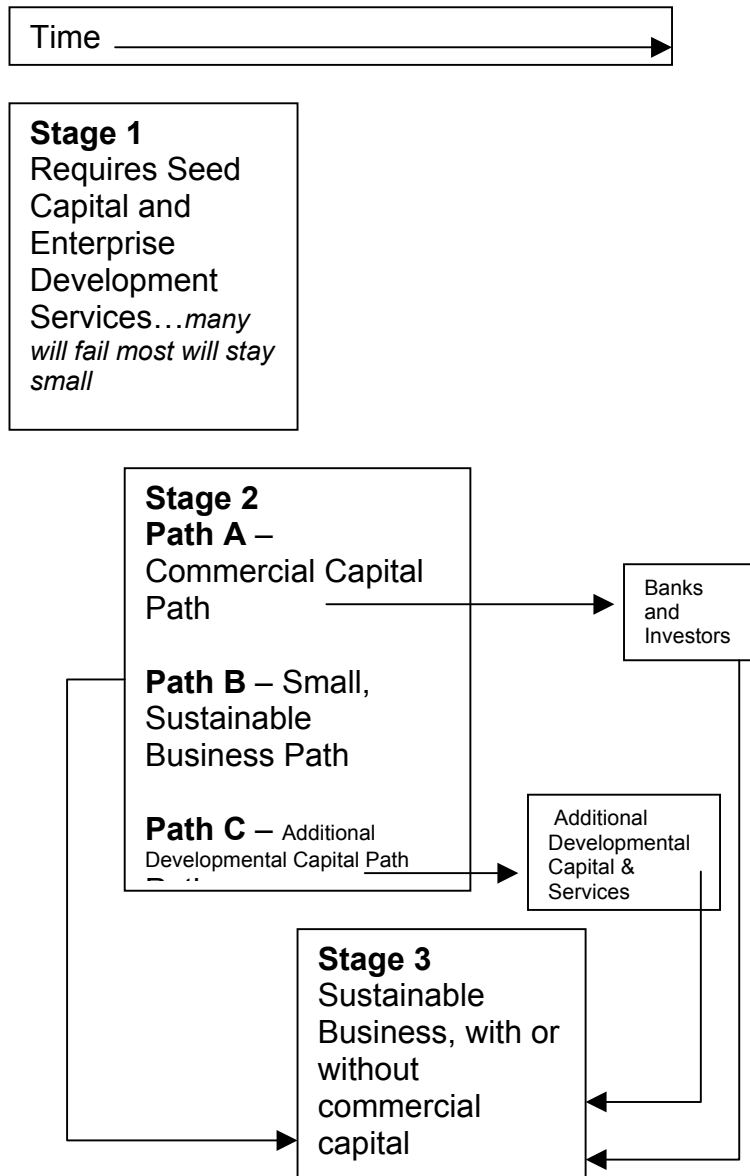 Time
Stage 1
Requires Seed
Capital and
Enterprise
Development
Services…many
will fail most will stay
small
Stage 2
Path A –
Commercial Capital
Path
Banks
and
Investors
Path B – Small,
Sustainable
Business Path
Path C – Additional
Developmental Capital Path
Additional
Developmental
Capital &
Services
Stage 3
Sustainable
Business, with or
without
commercial
capital